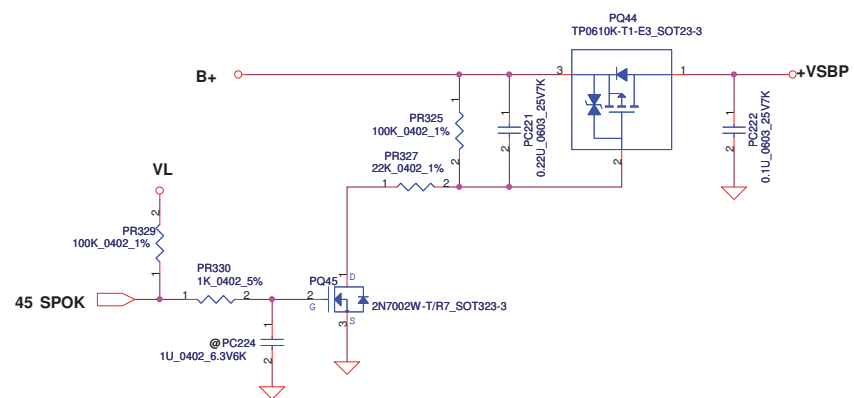 PQ44
TP0610K-T1-E3_SOT23-3
B+
3
1
+VSBP
2
1
PR325
100K_0402_1%
2
1
2
PC221
0.22U_0603_25V7K
1
2
PC222
0.1U_0603_25V7K
PR327
22K_0402_1%
1
2
VL
2
PR329
100K_0402_1%
1
PR330
1K_0402_5%
45 SPOK
1
2
PQ45
2
G
1
D
3
S
2N7002W-T/R7_SOT323-3
1
@PC224
1U_0402_6.3V6K
2